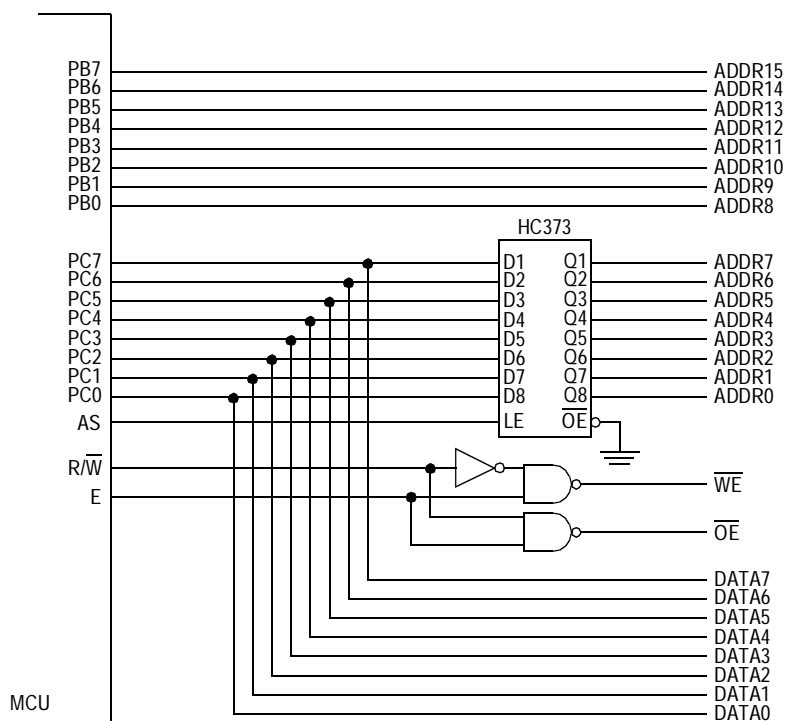 PB7 ADDR15
PB6 ADDR14
PB5 ADDR13
PB4 ADDR12
PB3 ADDR11
PB2 ADDR10
PB1 ADDR9
PB0 ADDR8
HC373
PC7 D1 Q1 ADDR7
PC6 D2 Q2 ADDR6
PC5 D3 Q3 ADDR5
PC4 D4 Q4 ADDR4
PC3 D5 Q5 ADDR3
PC2 D6 Q6 ADDR2
PC1 D7 Q7 ADDR1
PC0 D8 Q8 ADDR0
AS LE O̅E̅
R/W̅
E W̅E̅
O̅E̅
DATA7
DATA6
DATA5
DATA4
DATA3
DATA2
MCU DATA1
DATA0